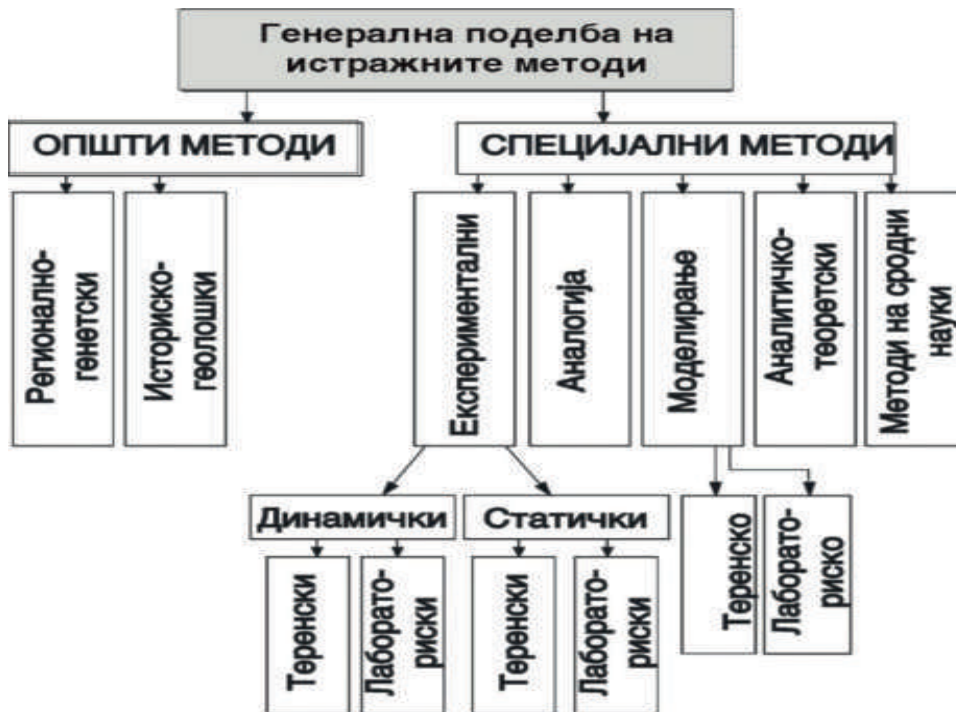 Генерална поделба на
истражните методи
ОПШТИ МЕТОДИ
СПЕЦИЈАЛНИ МЕТОДИ
Регионално-
генетски
Историско-
геолошки
Експериментални
Аналогија
Моделирање
Аналитичко-
теоретски
Методи на сродни
науки
Динамички
Статички
Теренско
Лаборато-
риско
Теренски
Лаборато-
риски
Теренски
Лаборато-
риски